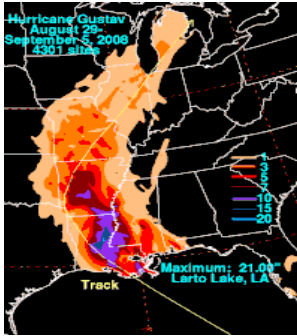 Hurricane Gustav
August 29-
September 5, 2008
4301 sites
1
3
5
7
10
15
20
Maximum: 21.00"
Larto Lake, LA
Track